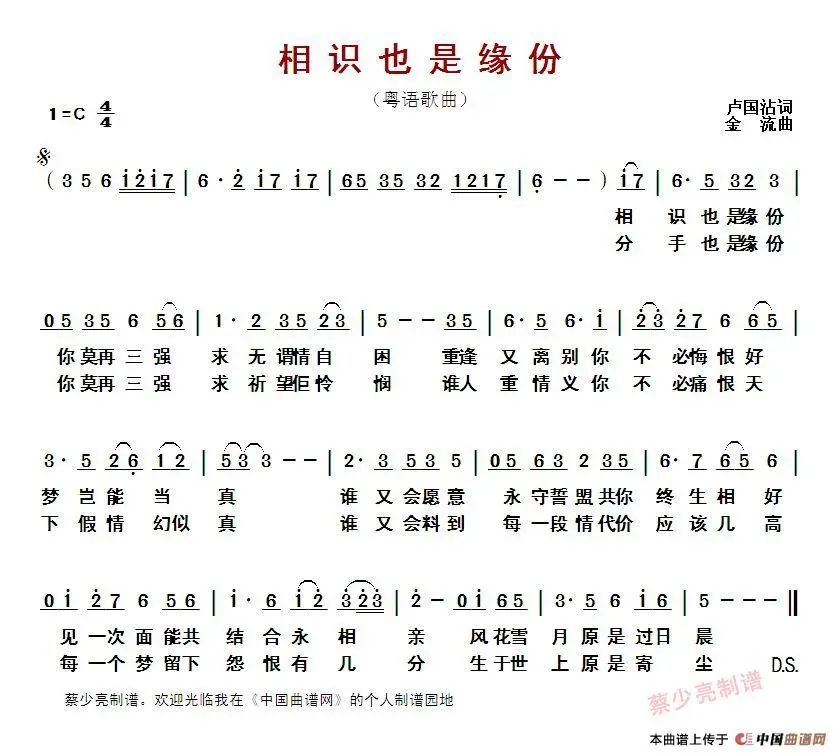 相识也是缘份
（粤语歌曲）
1=C 4/4
卢国沾词
金 流曲
(3 5 6 1217 | 6· 2 17 17 | 65 35 32 1217 | 6 - - ) 17 | 6· 5 32 3 |
相 识 也是缘份
分 手 也是缘份
05 35 6 56 | 1· 2 35 23 | 5 - - 35 | 6· 5 6· 1 | 23 27 6 65 |
你莫再三强 求无谓情自困 重逢又离别你不必悔恨好
你莫再三强 求祈望佢怜悯 谁人重情义你不必痛恨天
3· 5 26 12 | 53 3 - - | 2· 3 53 5 | 05 63 2 35 | 6· 7 65 6 |
梦岂能当真 谁又会愿意 永守誓盟共你终生相好
下假情幻似真 谁又会料到 每一段情代价应该几高
01 27 6 56 | 1· 6 12 323 | 2 - 01 65 | 3· 5 6 16 | 5 - - - ‖
见一次面能共结合永相亲 风花雪月原是过日晨
每一个梦留下怨恨有几分 生于世上原是寄尘 D.S.
蔡少亮制谱。欢迎光临我在《中国曲谱网》的个人制谱园地
蔡少亮制谱
本曲谱上传于 中国曲谱网